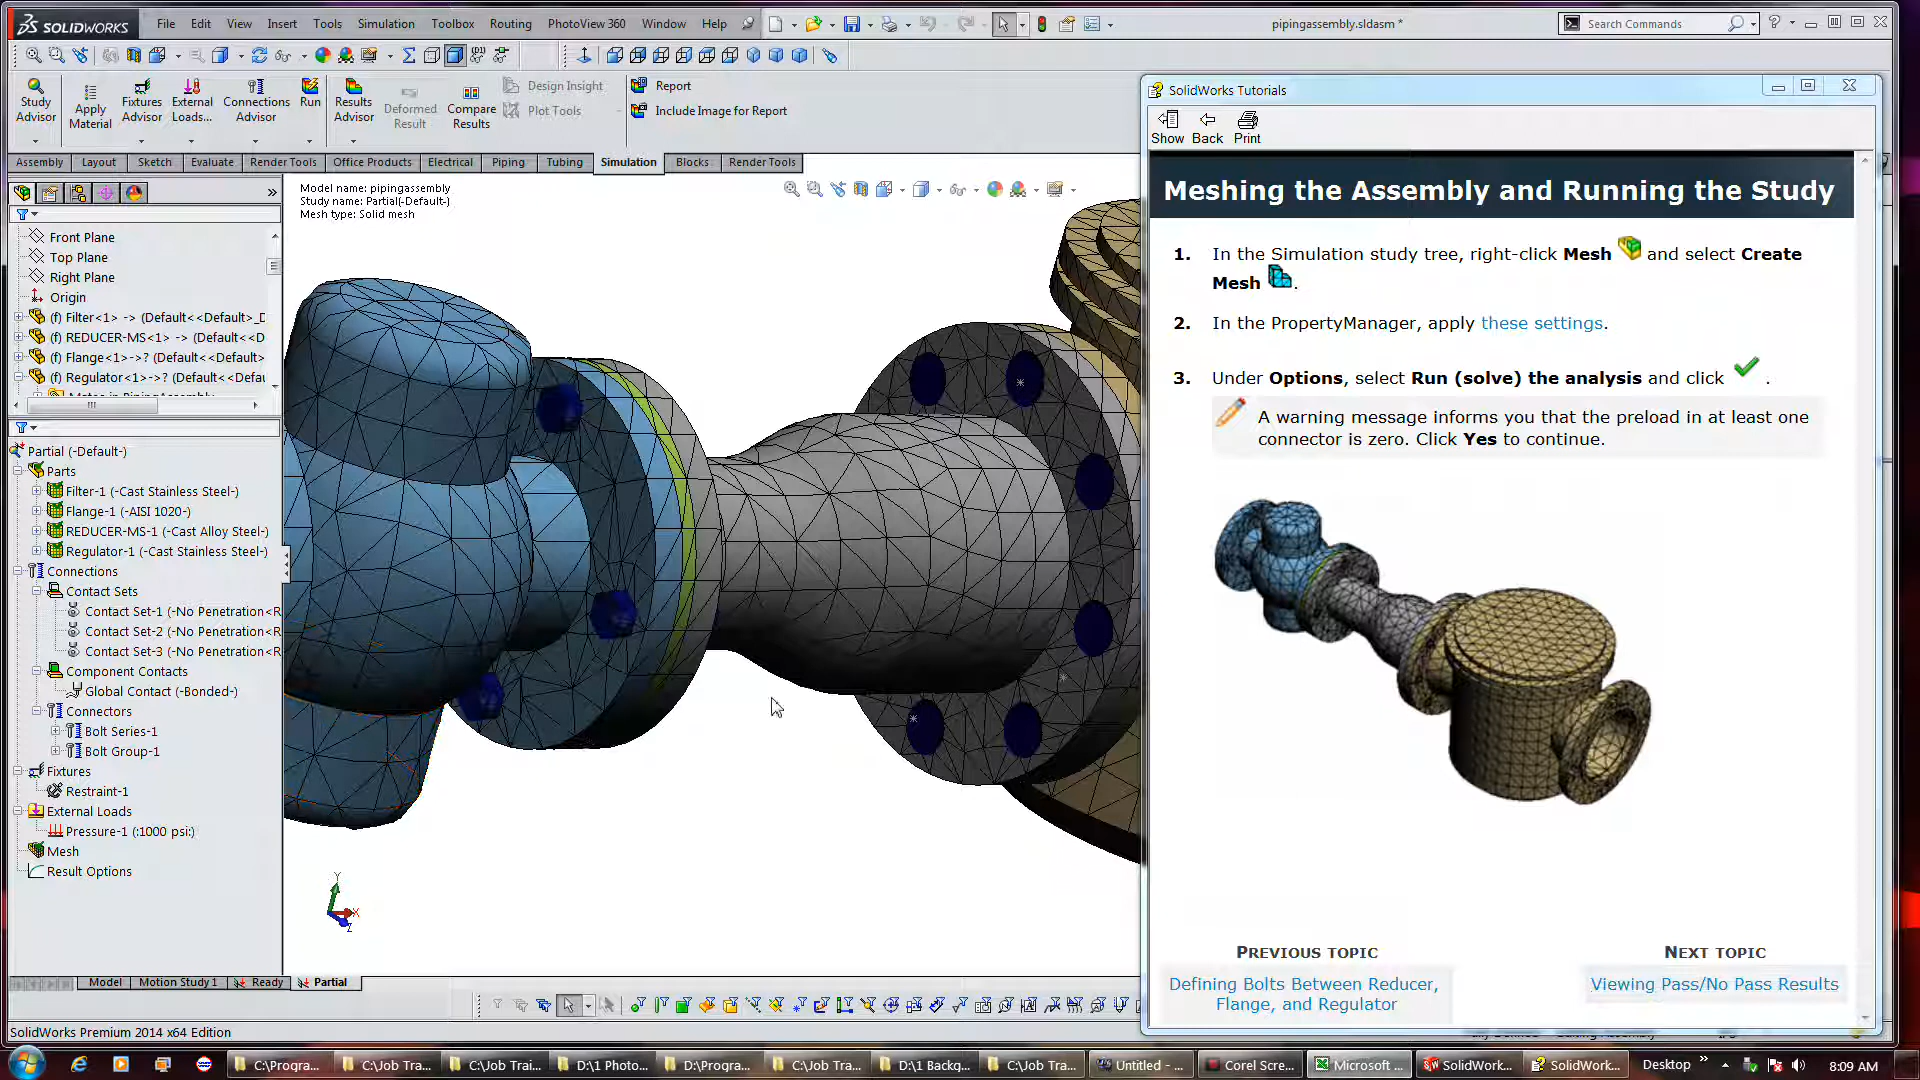 SOLIDWORKS File Edit View Insert Tools Simulation Toolbox Routing PhotoView 360 Window Help pipingassembly.sldasm * Search Commands
Study Advisor
Apply Material
Fixtures Advisor
External Loads...
Connections Advisor
Run
Results Advisor
Deformed Result
Compare Results
Design Insight
Plot Tools
Report
Include Image for Report
Assembly Layout Sketch Evaluate Render Tools Office Products Electrical Piping Tubing Simulation Blocks Render Tools
Model name: pipingassembly
Study name: Partial(-Default-)
Mesh type: Solid mesh
Front Plane
Top Plane
Right Plane
Origin
(f) Filter<1> -> (Default<<Default>_D
(f) REDUCER-MS<1> -> (Default<<D
(f) Flange<1>->? (Default<<Default>
(f) Regulator<1>->? (Default<<Defau
Partial (-Default-)
Parts
Filter-1 (-Cast Stainless Steel-)
Flange-1 (-AISI 1020-)
REDUCER-MS-1 (-Cast Alloy Steel-)
Regulator-1 (-Cast Stainless Steel-)
Connections
Contact Sets
Contact Set-1 (-No Penetration<R
Contact Set-2 (-No Penetration<R
Contact Set-3 (-No Penetration<R
Component Contacts
Global Contact (-Bonded-)
Connectors
Bolt Series-1
Bolt Group-1
Fixtures
Restraint-1
External Loads
Pressure-1 (:1000 psi:)
Mesh
Result Options
Y
X
Z
Model Motion Study 1 Ready Partial
SolidWorks Premium 2014 x64 Edition
SolidWorks Tutorials
Show Back Print
Meshing the Assembly and Running the Study
1. In the Simulation study tree, right-click Mesh and select Create
Mesh .
2. In the PropertyManager, apply these settings.
3. Under Options, select Run (solve) the analysis and click .
A warning message informs you that the preload in at least one
connector is zero. Click Yes to continue.
PREVIOUS TOPIC
Defining Bolts Between Reducer,
Flange, and Regulator
NEXT TOPIC
Viewing Pass/No Pass Results
C:\Progra... C:\Job Tra... C:\Job Trai... D:\1 Photo... D:\Progra... C:\Job Tra... D:\1 Backg... C:\Job Tra... Untitled - ... Corel Scre... Microsoft ... SolidWork... SolidWork... Desktop 8:09 AM